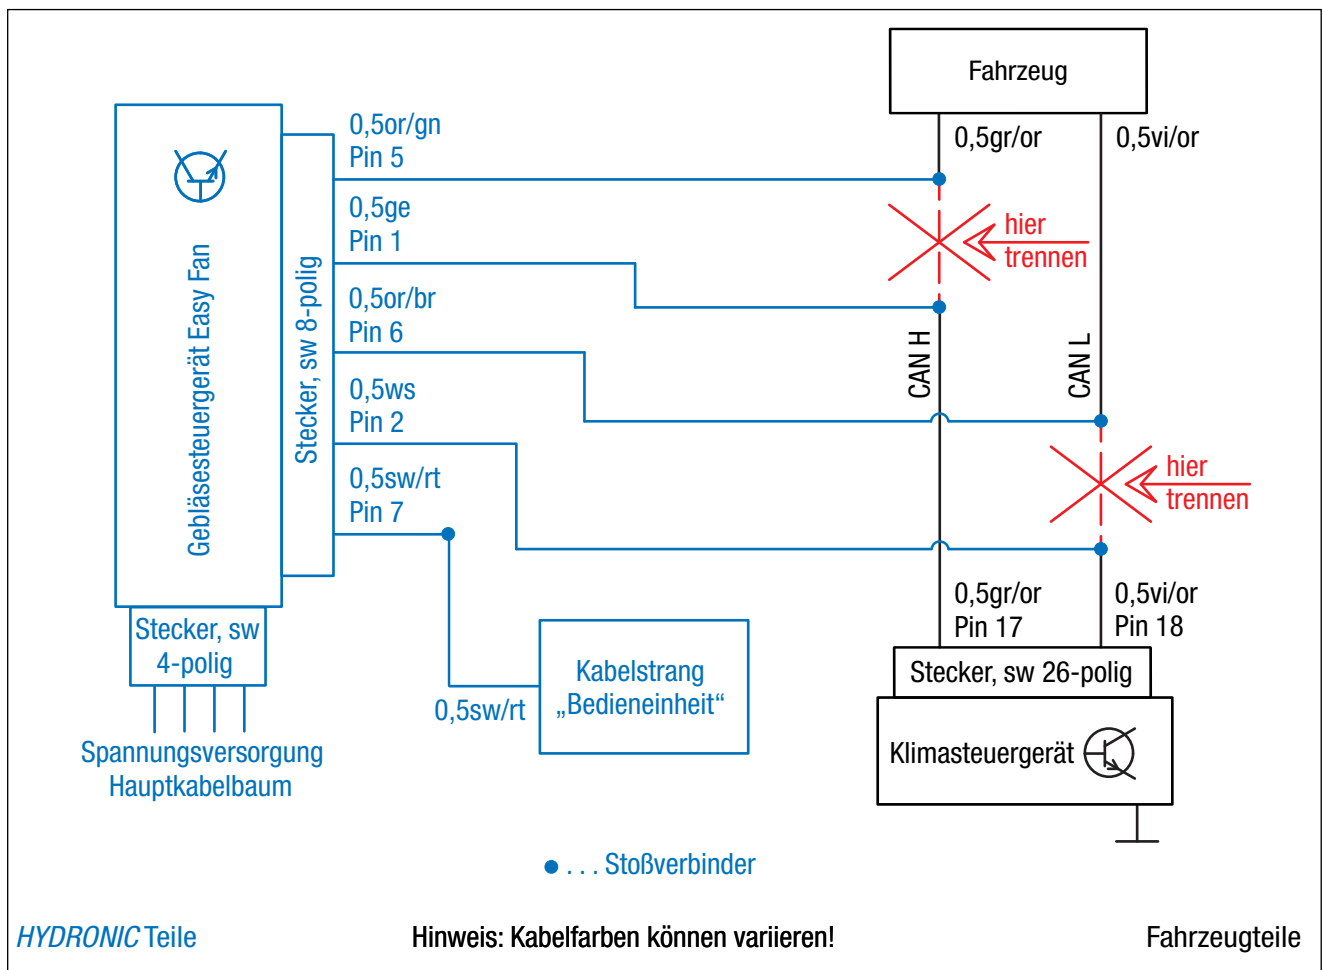 Fahrzeug
0,5gr/or
0,5vi/or
0,5or/gn
Pin 5
0,5ge
Pin 1
0,5or/br
Pin 6
0,5ws
Pin 2
0,5sw/rt
Pin 7
Gebläsesteuergerät Easy Fan
Stecker, sw 8-polig
hier
trennen
CAN H
CAN L
hier
trennen
Stecker, sw
4-polig
Spannungsversorgung
Hauptkabelbaum
0,5sw/rt
Kabelstrang
„Bedieneinheit“
0,5gr/or
Pin 17
0,5vi/or
Pin 18
Stecker, sw 26-polig
Klimasteuergerät
. . . Stoßverbinder
HYDRONIC Teile
Hinweis: Kabelfarben können variieren!
Fahrzeugteile